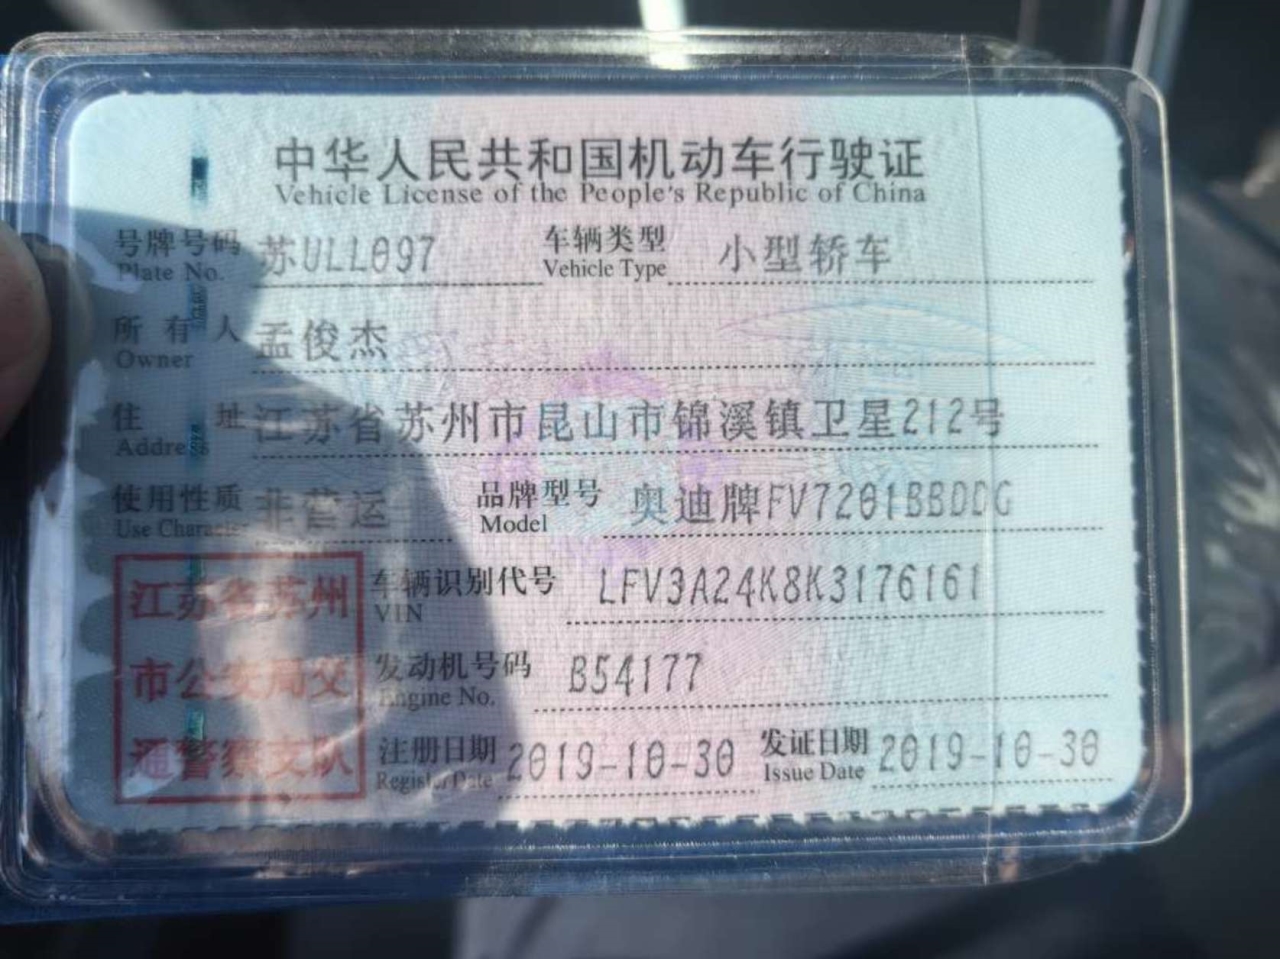 中华人民共和国机动车行驶证
Vehicle License of the People's Republic of China
号牌号码 苏ULL097 车辆类型 小型轿车
Plate No. Vehicle Type
所有人 孟俊杰
Owner
住址 江苏省苏州市昆山市锦溪镇卫星212号
Address
使用性质 非营运 品牌型号 奥迪牌FV7201BBDDG
Use Character Model
江苏省苏州 车辆识别代号 LFV3A24K8K3176161
VIN
市公安局交 发动机号码 B54177
Engine No.
通警察支队 注册日期 2019-10-30 发证日期 2019-10-30
Register Date Issue Date